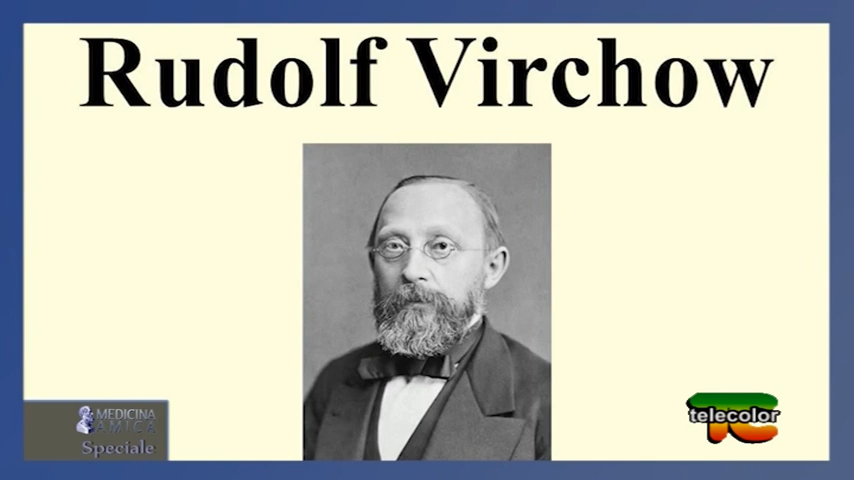 Rudolf Virchow
MEDICINA
AMICA
Speciale
telecolor